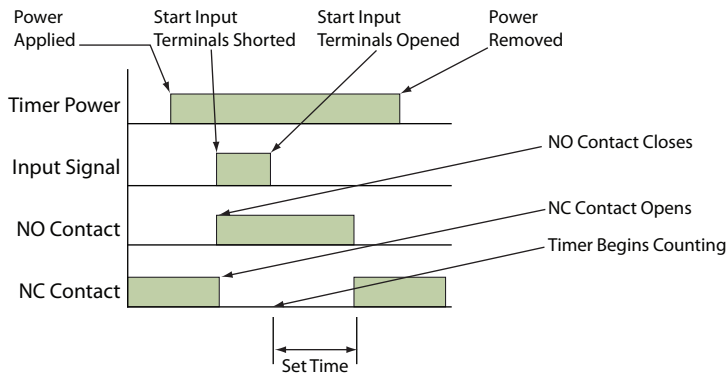 Power
Applied
Start Input
Terminals Shorted
Start Input
Terminals Opened
Power
Removed
Timer Power
Input Signal
NO Contact Closes
NO Contact
NC Contact Opens
Timer Begins Counting
NC Contact
Set Time